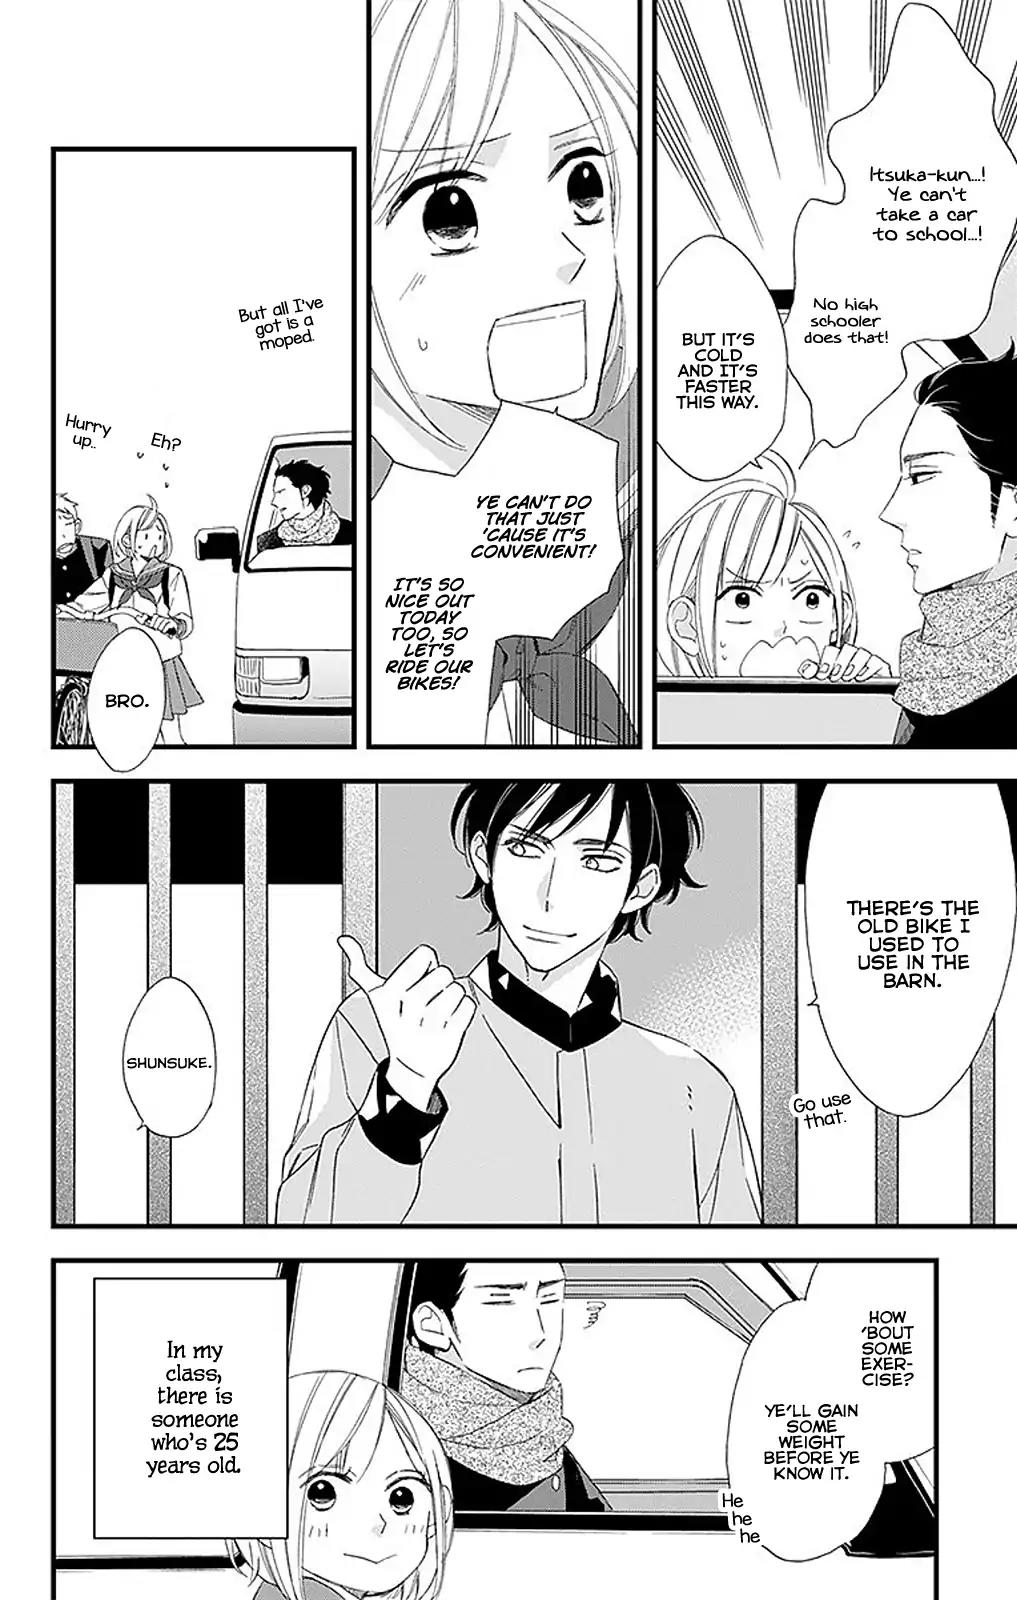 Itsuka-kun...!
Ye can't
take a car
to school...!
No high
schooler
does that!
BUT IT'S
COLD
AND IT'S
FASTER
THIS WAY.
YE CAN'T DO
THAT JUST
'CAUSE IT'S
CONVENIENT!
IT'S SO
NICE OUT
TODAY
TOO, SO
LET'S
RIDE OUR
BIKES!
But all I've
got is a
moped.
Eh?
Hurry
up..
BRO.
THERE'S THE
OLD BIKE I
USED TO
USE IN THE
BARN.
Go use
that.
SHUNSUKE.
HOW
'BOUT
SOME
EXER-
CISE?
YE'LL GAIN
SOME
WEIGHT
BEFORE YE
KNOW IT.
He
he
he
In my
class,
there is
someone
who's 25
years old.